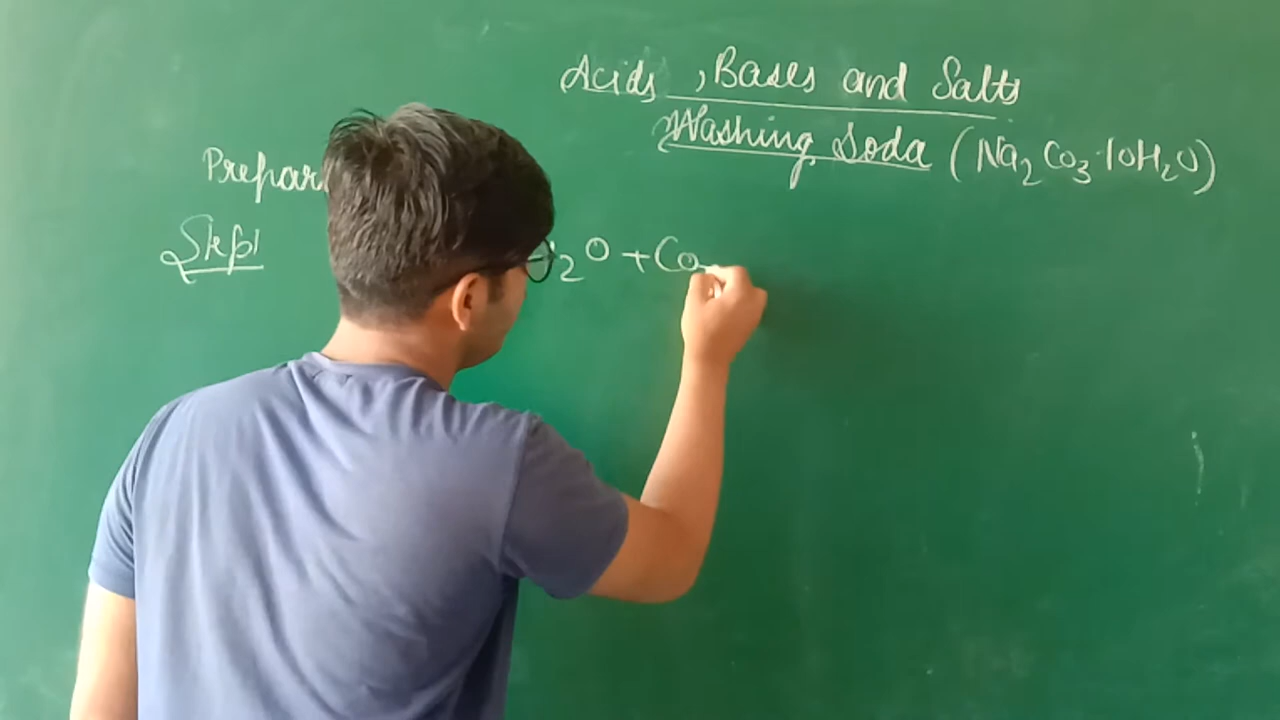 Acids, Bases and Salts
Washing Soda (Na₂Co₃·10H₂O)
Prepar
Step1
₂O + Co